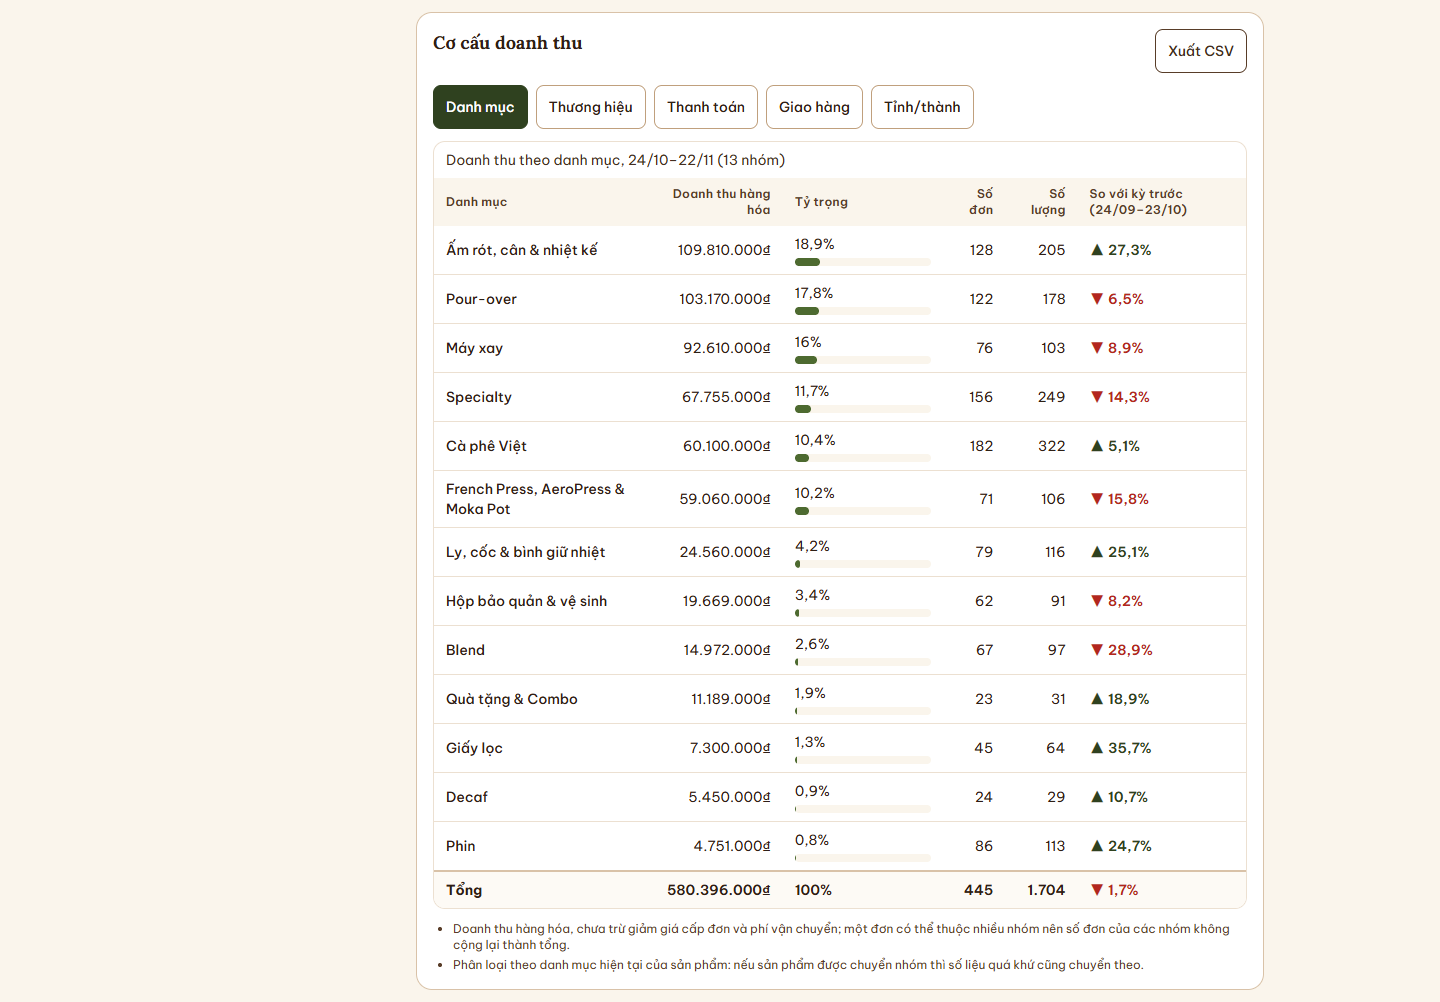 Cơ cấu doanh thu
Xuất CSV
Danh mục
Thương hiệu
Thanh toán
Giao hàng
Tỉnh/thành
Doanh thu theo danh mục, 24/10–22/11 (13 nhóm)
Danh mục
Doanh thu hàng
hóa
Tỷ trọng
Số
đơn
Số
lượng
So với kỳ trước
(24/09–23/10)
Ấm rót, cân & nhiệt kế 109.810.000₫ 18,9% 128 205 ▲ 27,3%
Pour-over 103.170.000₫ 17,8% 122 178 ▼ 6,5%
Máy xay 92.610.000₫ 16% 76 103 ▼ 8,9%
Specialty 67.755.000₫ 11,7% 156 249 ▼ 14,3%
Cà phê Việt 60.100.000₫ 10,4% 182 322 ▲ 5,1%
French Press, AeroPress &
Moka Pot
59.060.000₫ 10,2% 71 106 ▼ 15,8%
Ly, cốc & bình giữ nhiệt 24.560.000₫ 4,2% 79 116 ▲ 25,1%
Hộp bảo quản & vệ sinh 19.669.000₫ 3,4% 62 91 ▼ 8,2%
Blend 14.972.000₫ 2,6% 67 97 ▼ 28,9%
Quà tặng & Combo 11.189.000₫ 1,9% 23 31 ▲ 18,9%
Giấy lọc 7.300.000₫ 1,3% 45 64 ▲ 35,7%
Decaf 5.450.000₫ 0,9% 24 29 ▲ 10,7%
Phin 4.751.000₫ 0,8% 86 113 ▲ 24,7%
Tổng 580.396.000₫ 100% 445 1.704 ▼ 1,7%
• Doanh thu hàng hóa, chưa trừ giảm giá cấp đơn và phí vận chuyển; một đơn có thể thuộc nhiều nhóm nên số đơn của các nhóm không
cộng lại thành tổng.
• Phân loại theo danh mục hiện tại của sản phẩm: nếu sản phẩm được chuyển nhóm thì số liệu quá khứ cũng chuyển theo.